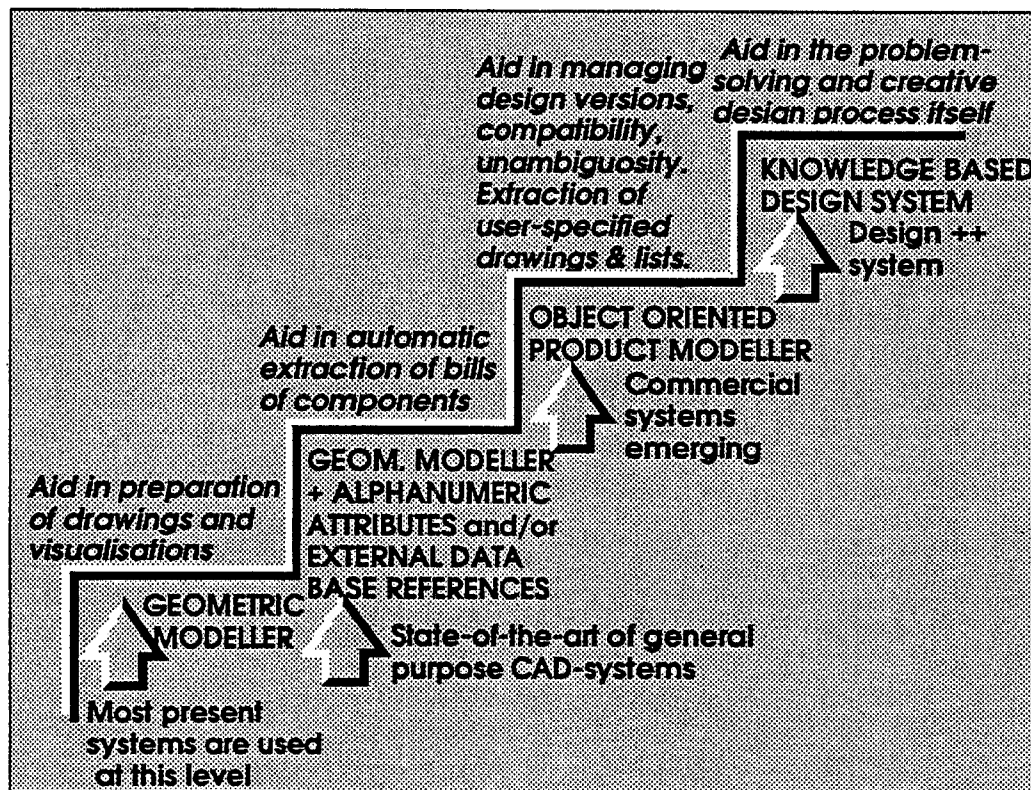 Aid in the problem-
solving and creative
design process itself
Aid in managing
design versions,
compatibility,
unambiguosity.
Extraction of
user-specified
drawings & lists.
KNOWLEDGE BASED
DESIGN SYSTEM
Design ++
system
Aid in automatic
extraction of bills
of components
OBJECT ORIENTED
PRODUCT MODELLER
Commercial
systems
emerging
Aid in preparation
of drawings and
visualisations
GEOM. MODELLER
+ ALPHANUMERIC
ATTRIBUTES and/or
EXTERNAL DATA
BASE REFERENCES
State-of-the-art of general
purpose CAD-systems
GEOMETRIC
MODELLER
Most present
systems are used
at this level